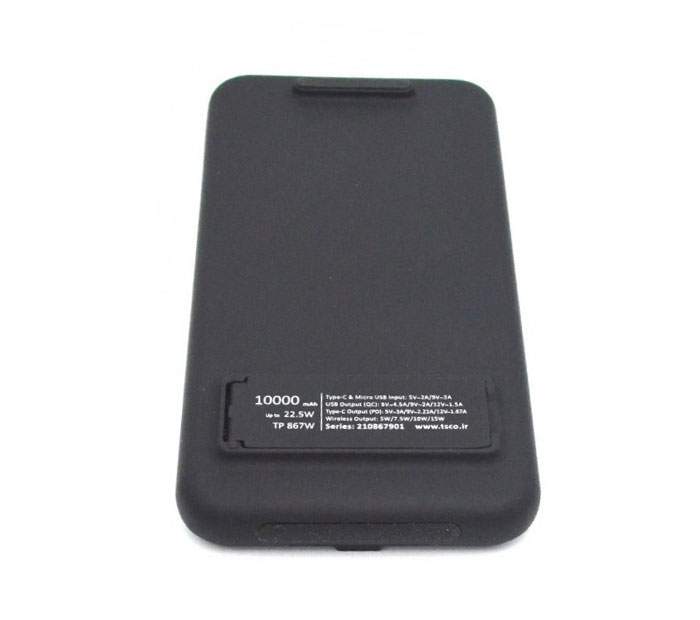 10000 mAh
Up to 22.5W
TP 867W
Type-C & Micro USB Input: 5V⎓2A/9V⎓2A
USB Output (QC): 5V⎓4.5A/9V⎓2A/12V⎓1.5A
Type-C Output (PD): 5V⎓3A/9V⎓2.22A/12V⎓1.67A
Wireless Output: 5W/7.5W/10W/15W
Series: 210867901 www.tsco.ir